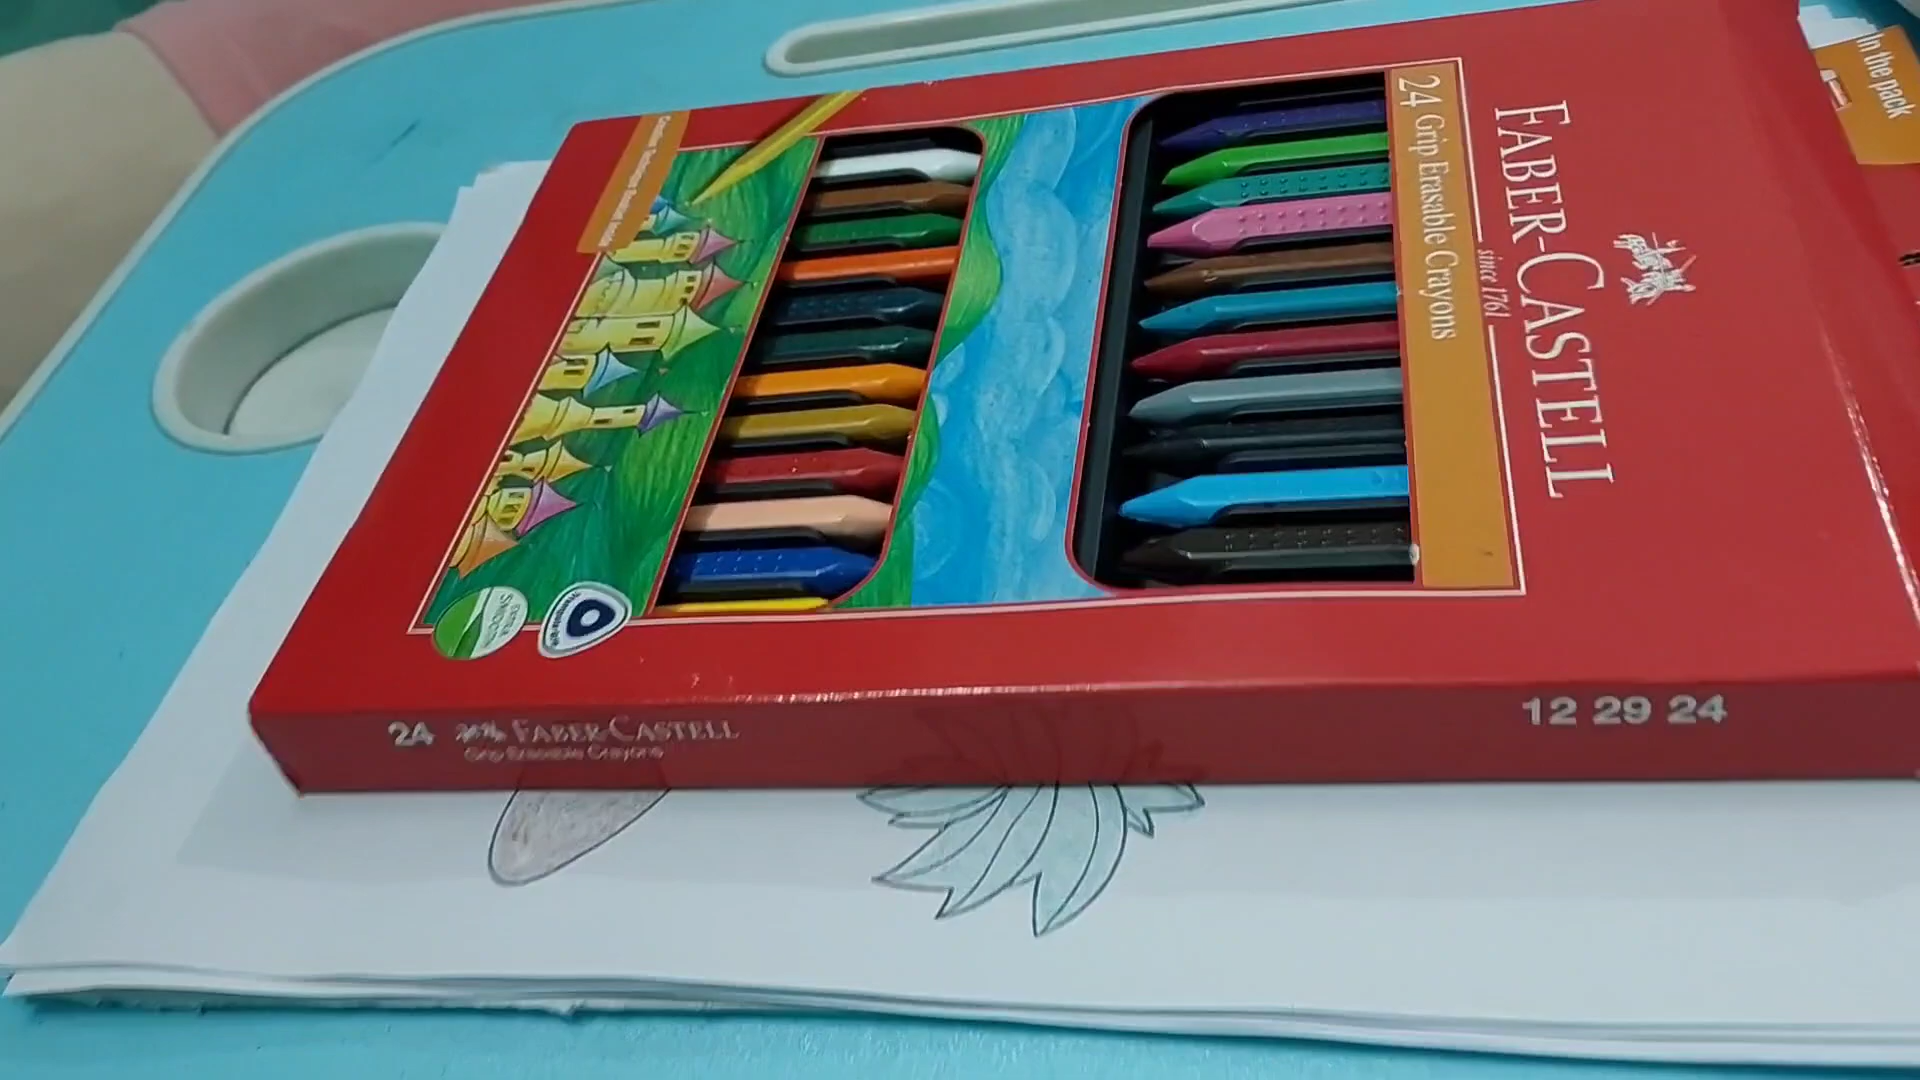 FABER-CASTELL
since 1761
24 Grip Erasable Crayons
In the pack
24 FABER-CASTELL
Grip Erasable Crayons
12 29 24